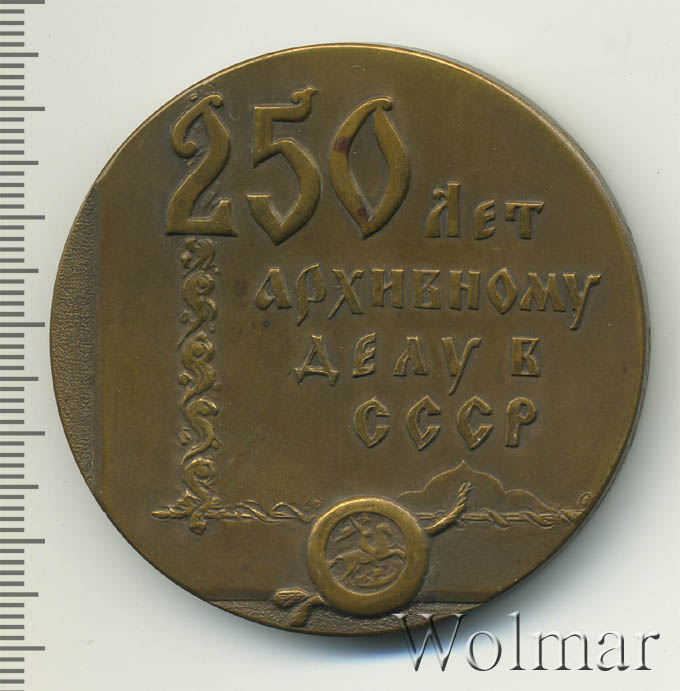 250 лет
архивному
делу в
СССР
Wolmar